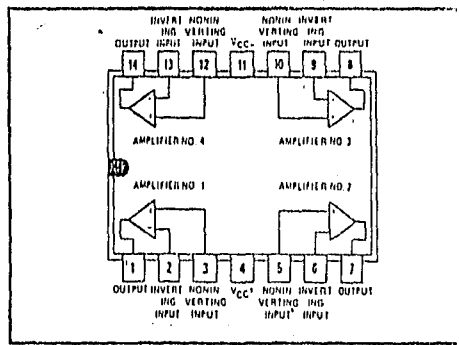 INVERT NONIN NONIN INVERT
ING VERTING VERTING ING
OUTPUT INPUT INPUT VCC- INPUT INPUT OUTPUT
14 13 12 11 10 9 8
AMPLIFIER NO. 4 AMPLIFIER NO. 3
AMPLIFIER NO. 1 AMPLIFIER NO. 2
1 2 3 4 5 6 7
OUTPUT INVERT NONIN VCC+ NONIN INVERT OUTPUT
ING VERTING VERTING ING
INPUT INPUT INPUT INPUT